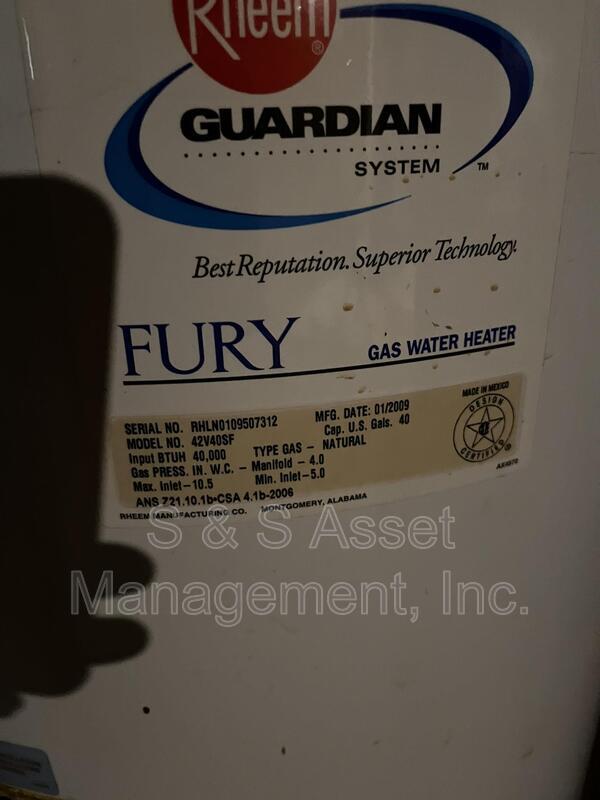 Rheem®
GUARDIAN
SYSTEM ™
Best Reputation. Superior Technology.
FURY GAS WATER HEATER
SERIAL NO. RHLN0109507312 MFG. DATE: 01/2009
MODEL NO. 42V40SF Cap. U.S. Gals. 40
Input BTUH 40,000 TYPE GAS – NATURAL
Gas PRESS. IN. W.C. – Manifold – 4.0
Max. Inlet – 10.5 Min. Inlet – 5.0
ANS Z21.10.1b•CSA 4.1b-2006
RHEEM MANUFACTURING CO. MONTGOMERY, ALABAMA
MADE IN MEXICO
DESIGN
CERTIFIED ®
S & S Asset
Management, Inc.